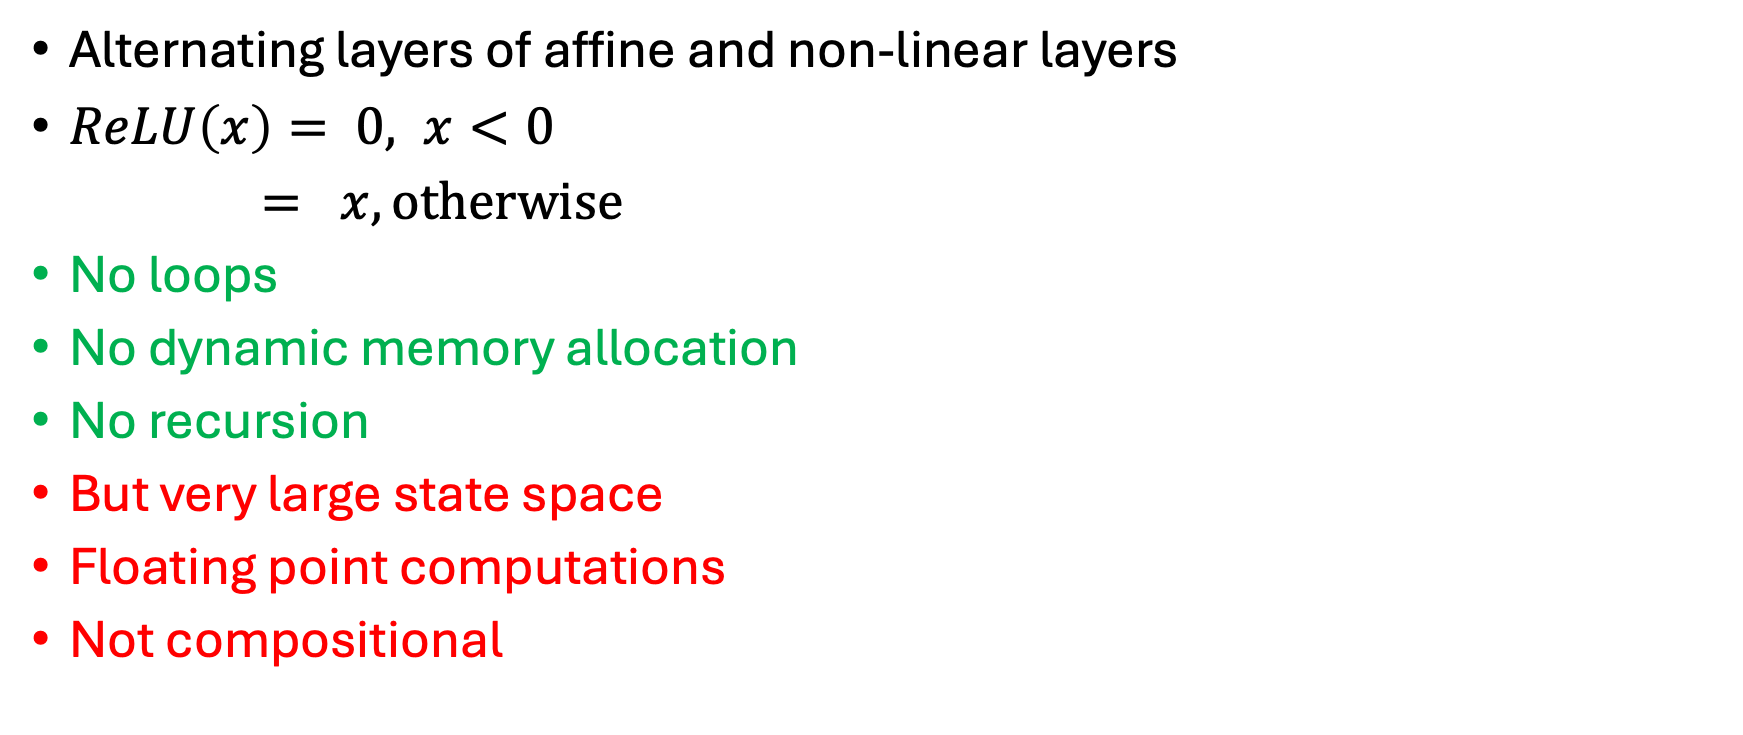 • Alternating layers of affine and non-linear layers
• ReLU(x) = 0, x < 0
= x, otherwise
• No loops
• No dynamic memory allocation
• No recursion
• But very large state space
• Floating point computations
• Not compositional